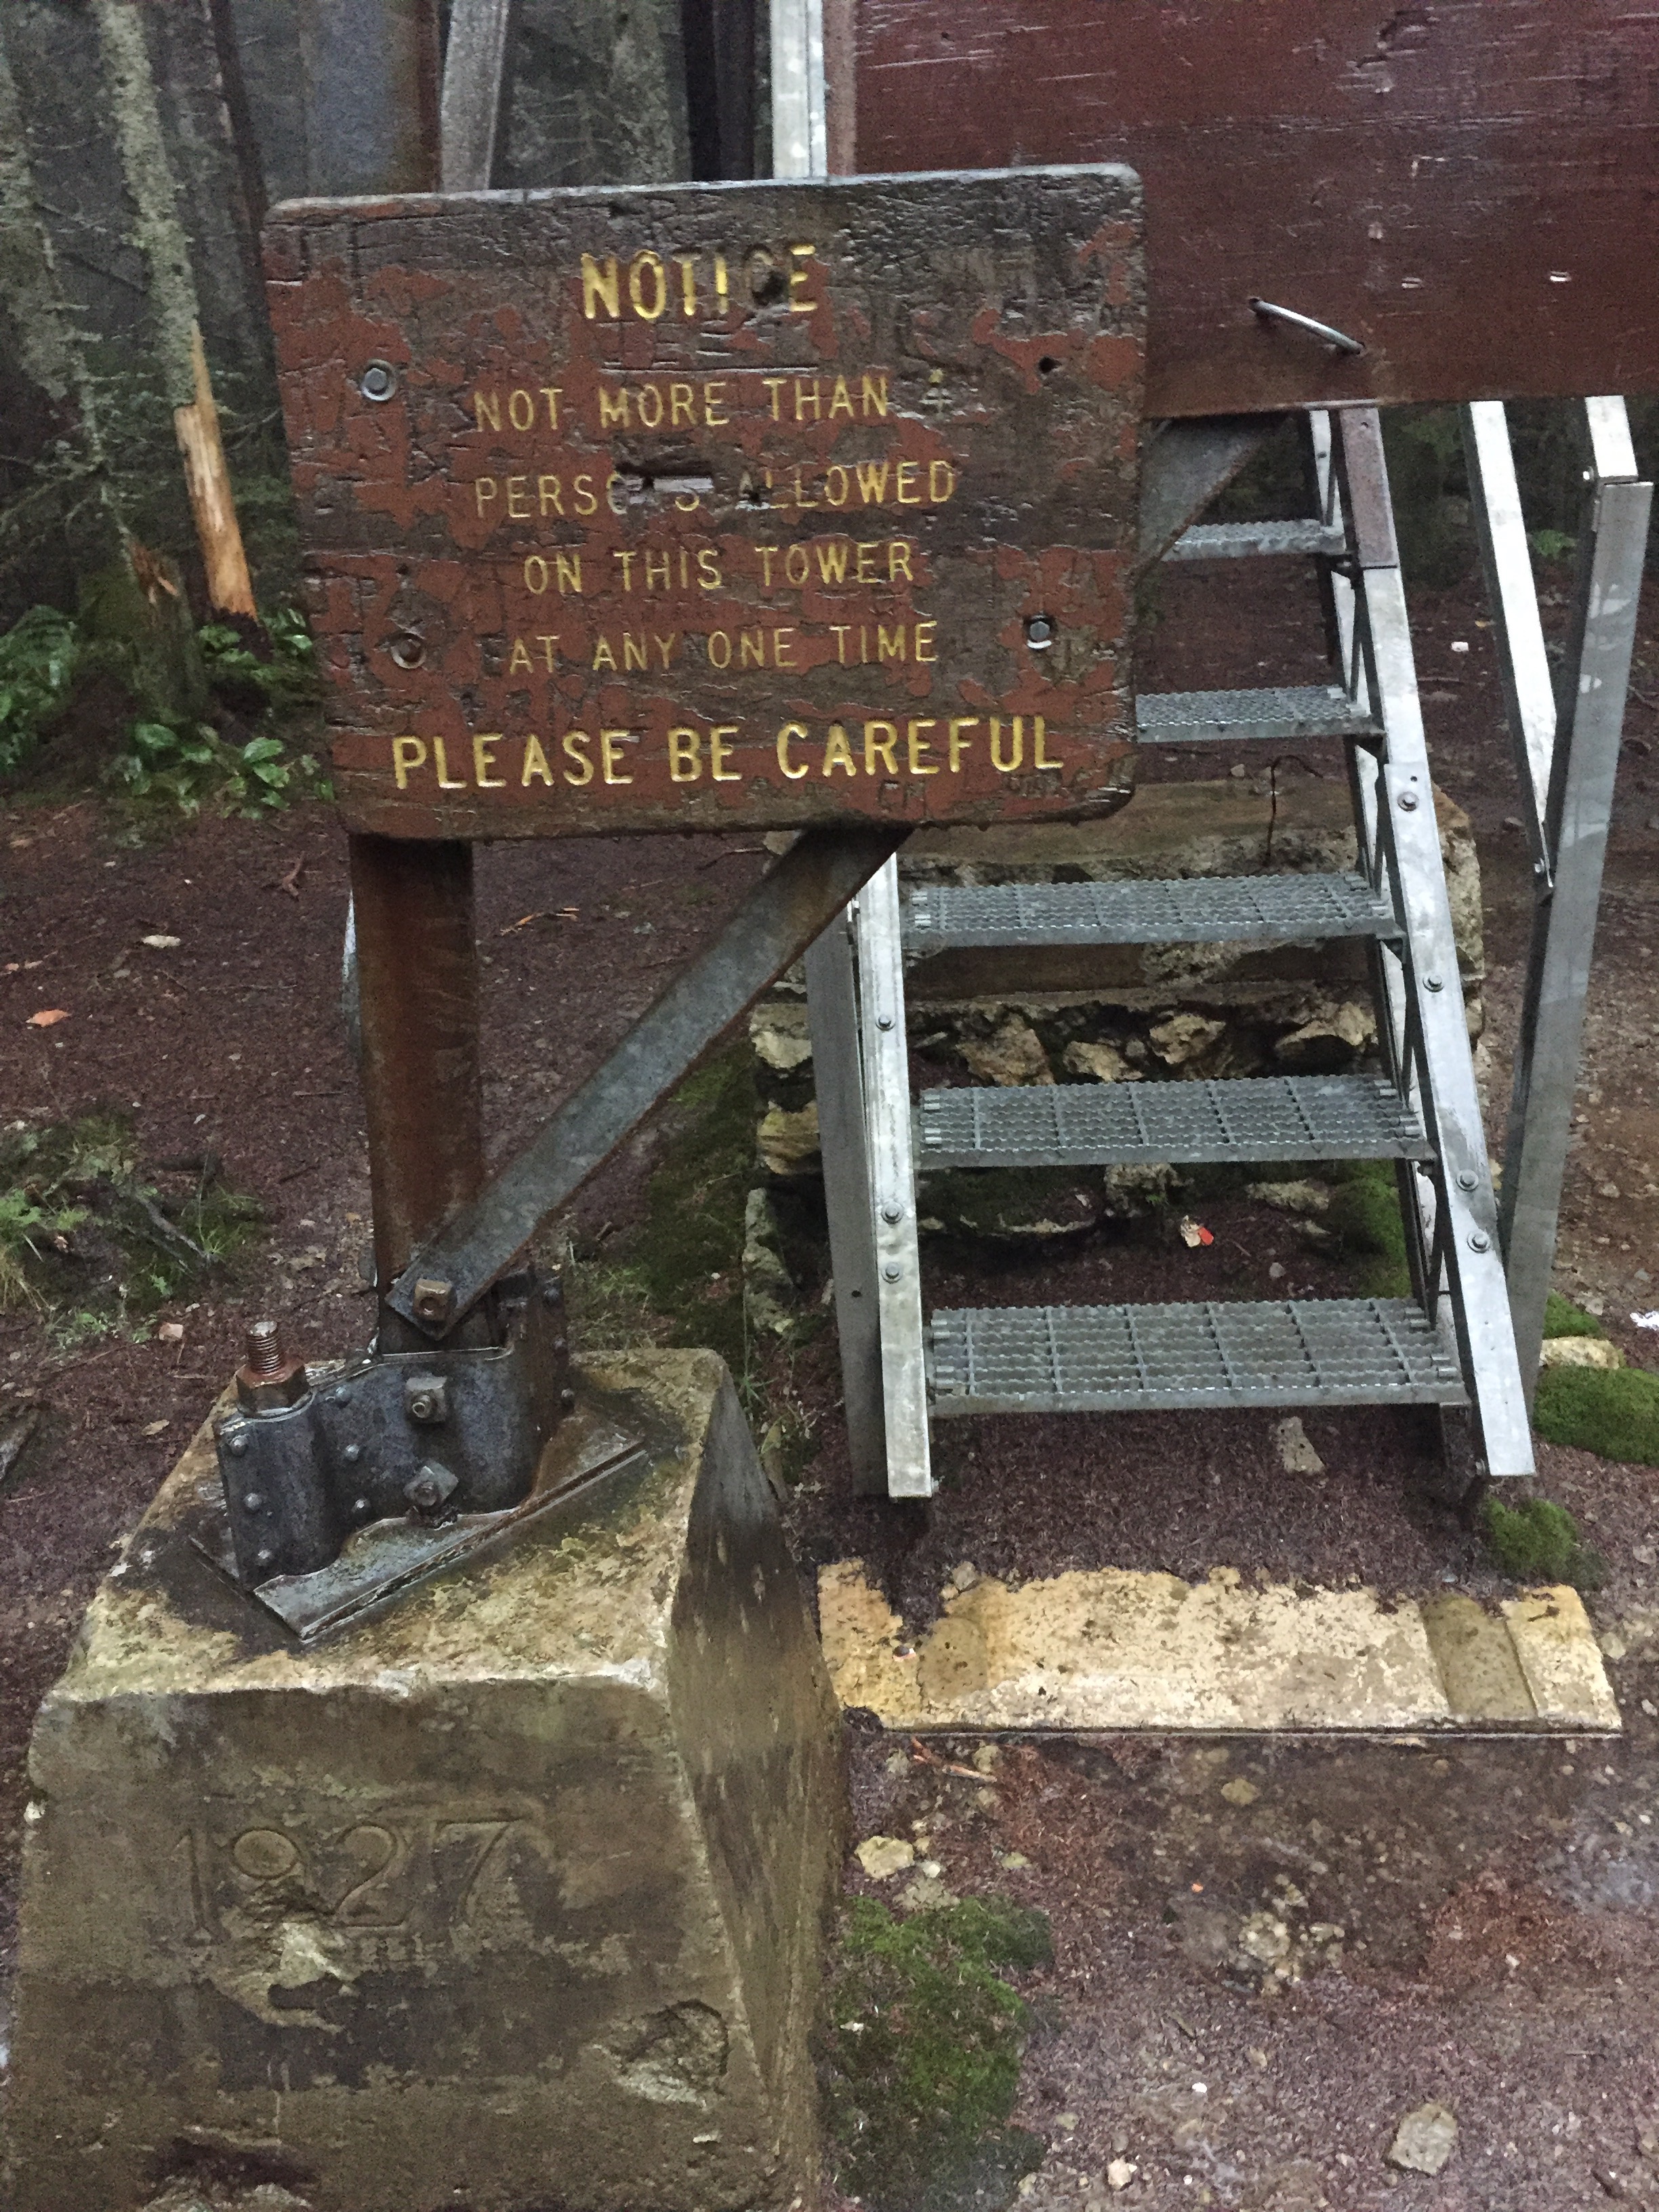 NOTICE
NOT MORE THAN 4
PERSONS ALLOWED
ON THIS TOWER
AT ANY ONE TIME
PLEASE BE CAREFUL
1927